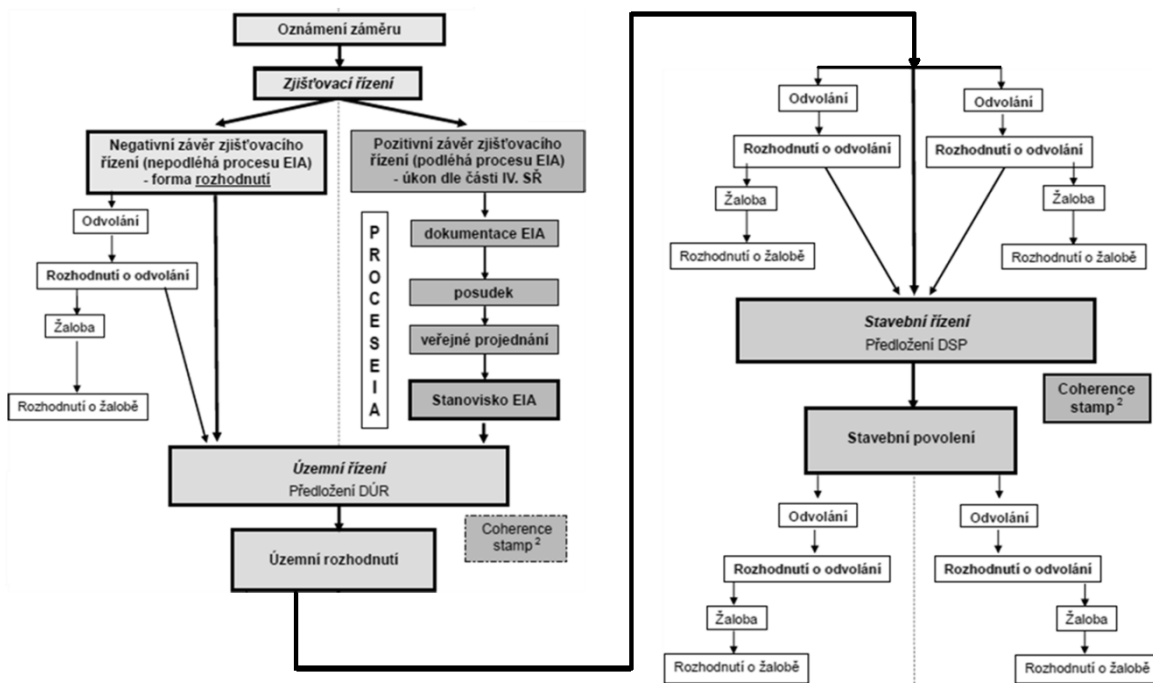 Oznámení záměru
Zjišťovací řízení
Negativní závěr zjišťovacího
řízení (nepodléhá procesu EIA)
- forma rozhodnutí
Pozitivní závěr zjišťovacího
řízení (podléhá procesu EIA)
- úkon dle části IV. SŘ
Odvolání
Rozhodnutí o odvolání
Žaloba
Rozhodnutí o žalobě
P
R
O
C
E
S
E
I
A
dokumentace EIA
posudek
veřejné projednání
Stanovisko EIA
Územní řízení
Předložení DÚR
Coherence
stamp 2
Územní rozhodnutí
Odvolání
Odvolání
Rozhodnutí o odvolání
Rozhodnutí o odvolání
Žaloba
Žaloba
Rozhodnutí o žalobě
Rozhodnutí o žalobě
Stavební řízení
Předložení DSP
Coherence
stamp 2
Stavební povolení
Odvolání
Odvolání
Rozhodnutí o odvolání
Rozhodnutí o odvolání
Žaloba
Žaloba
Rozhodnutí o žalobě
Rozhodnutí o žalobě